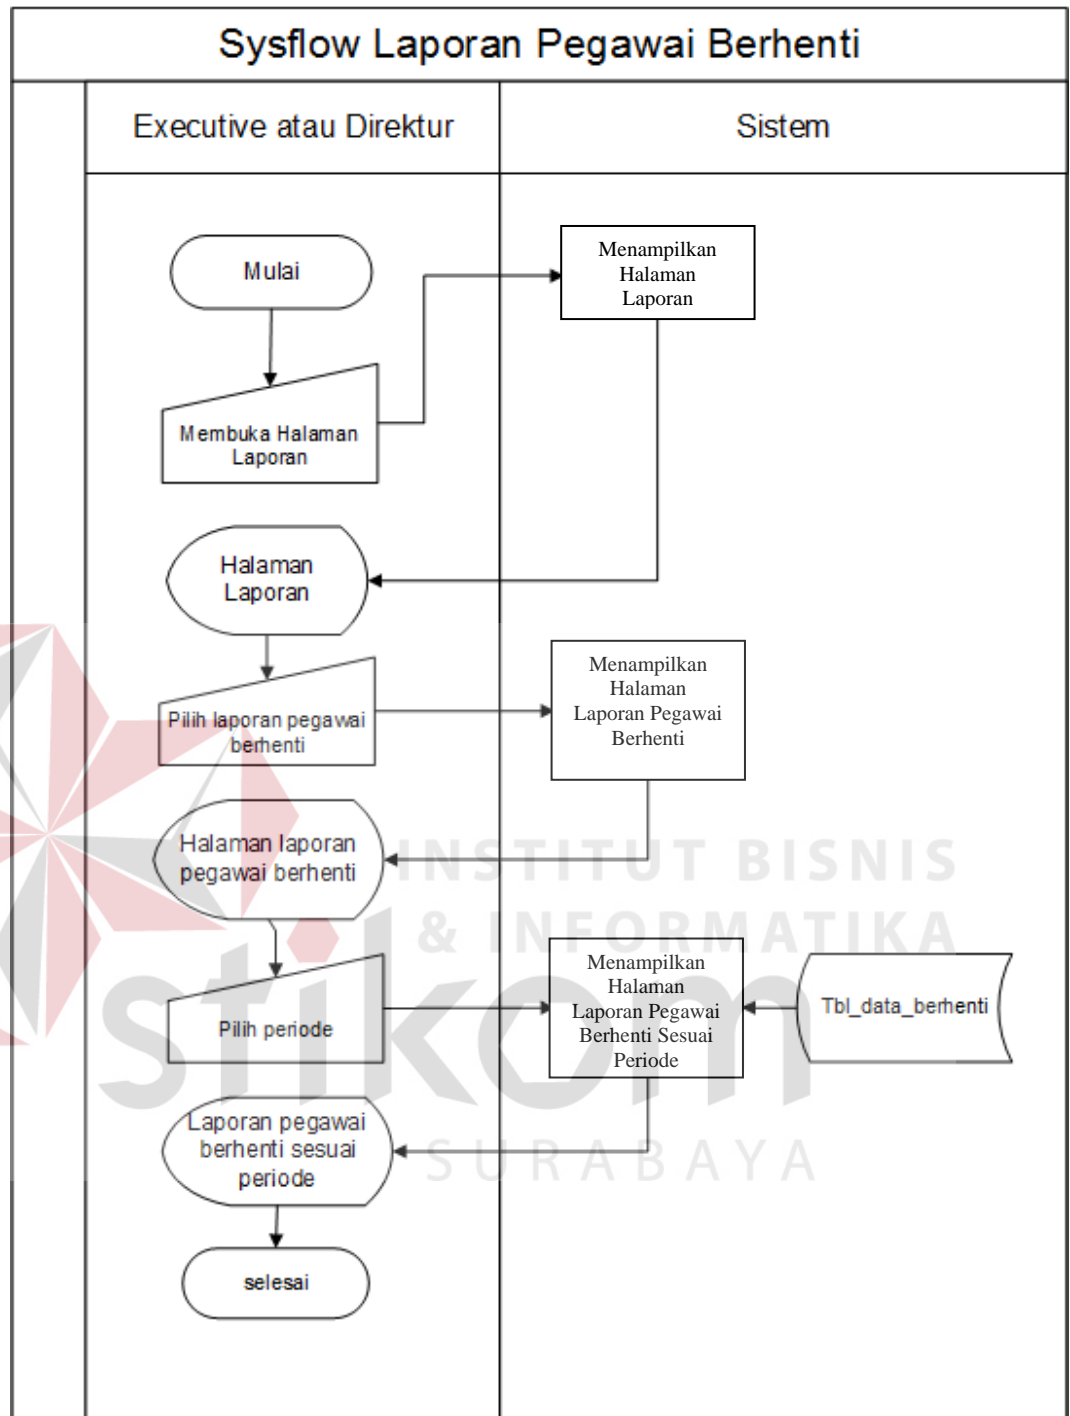 Sysflow Laporan Pegawai Berhenti
Executive atau Direktur
Sistem
Mulai
Menampilkan
Halaman
Laporan
Membuka Halaman
Laporan
Halaman
Laporan
Pilih laporan pegawai
berhenti
Menampilkan
Halaman
Laporan Pegawai
Berhenti
Halaman laporan
pegawai berhenti
INSTITUT BISNIS
& INFORMATIKA
stikom
SURABAYA
Pilih periode
Menampilkan
Halaman
Laporan Pegawai
Berhenti Sesuai
Periode
Tbl_data_berhenti
Laporan pegawai
berhenti sesuai
periode
selesai